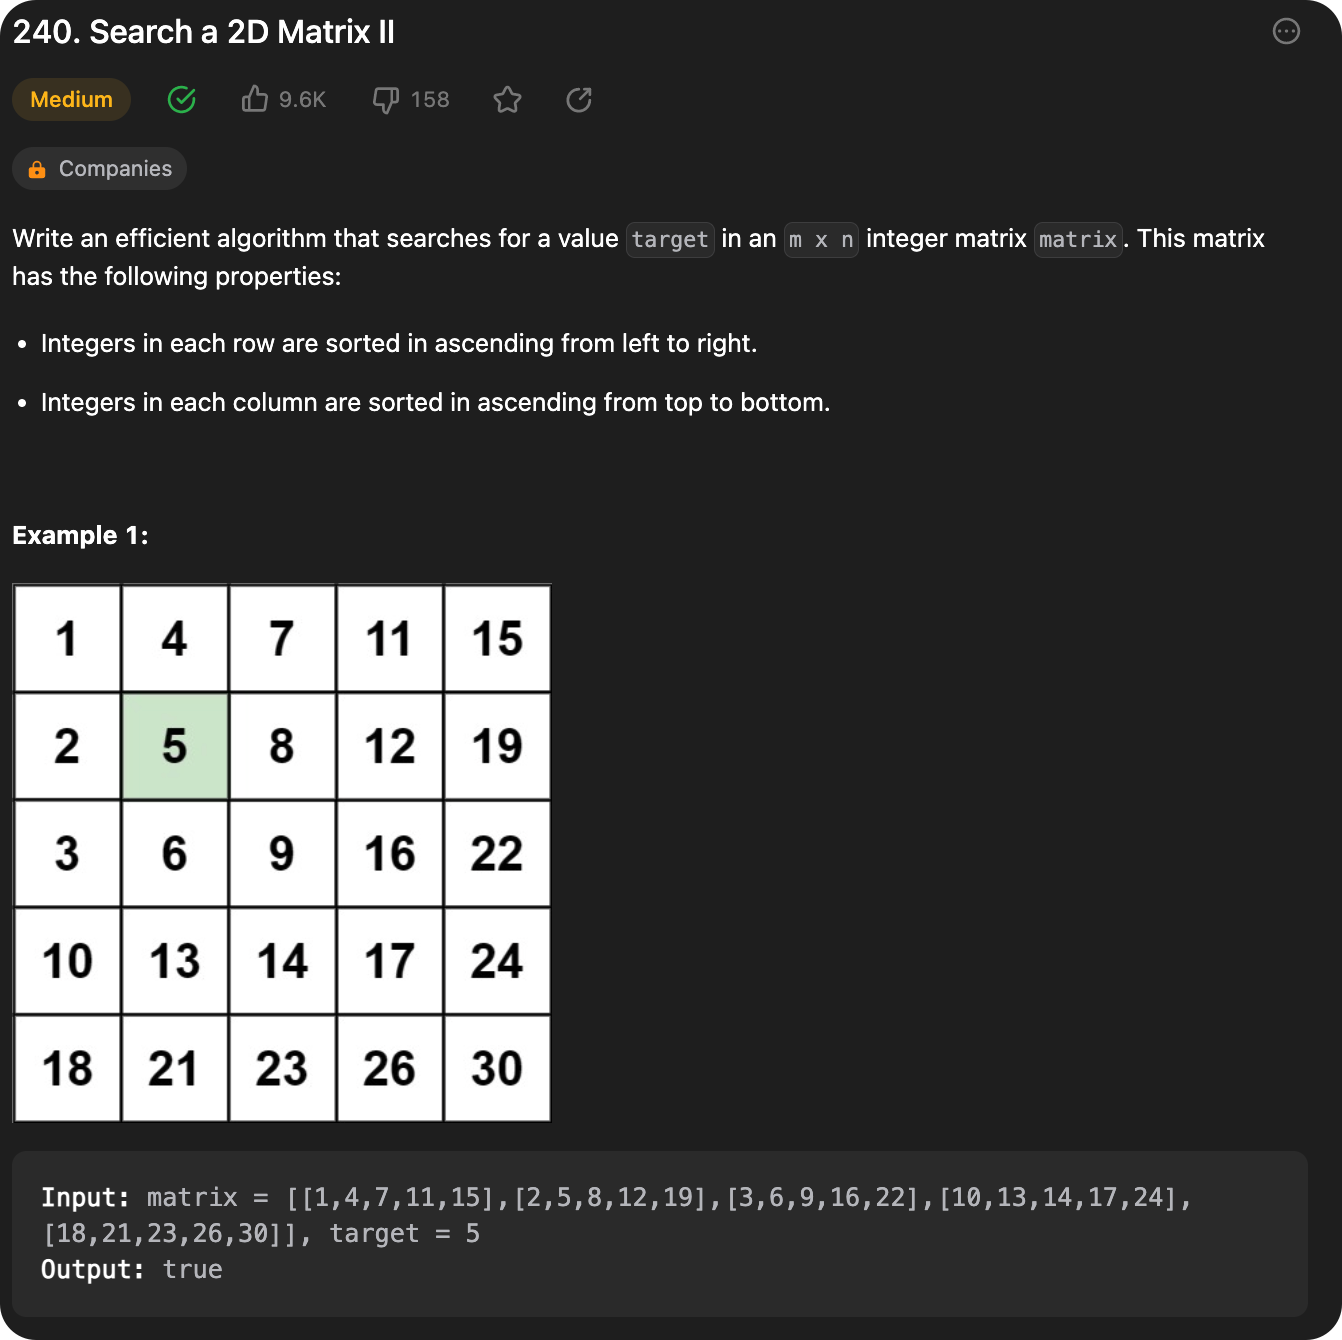 240. Search a 2D Matrix II
Medium 9.6K 158
Companies
Write an efficient algorithm that searches for a value target in an m x n integer matrix matrix. This matrix
has the following properties:
• Integers in each row are sorted in ascending from left to right.
• Integers in each column are sorted in ascending from top to bottom.
Example 1:
1 4 7 11 15
2 5 8 12 19
3 6 9 16 22
10 13 14 17 24
18 21 23 26 30
Input: matrix = [[1,4,7,11,15],[2,5,8,12,19],[3,6,9,16,22],[10,13,14,17,24],
[18,21,23,26,30]], target = 5
Output: true